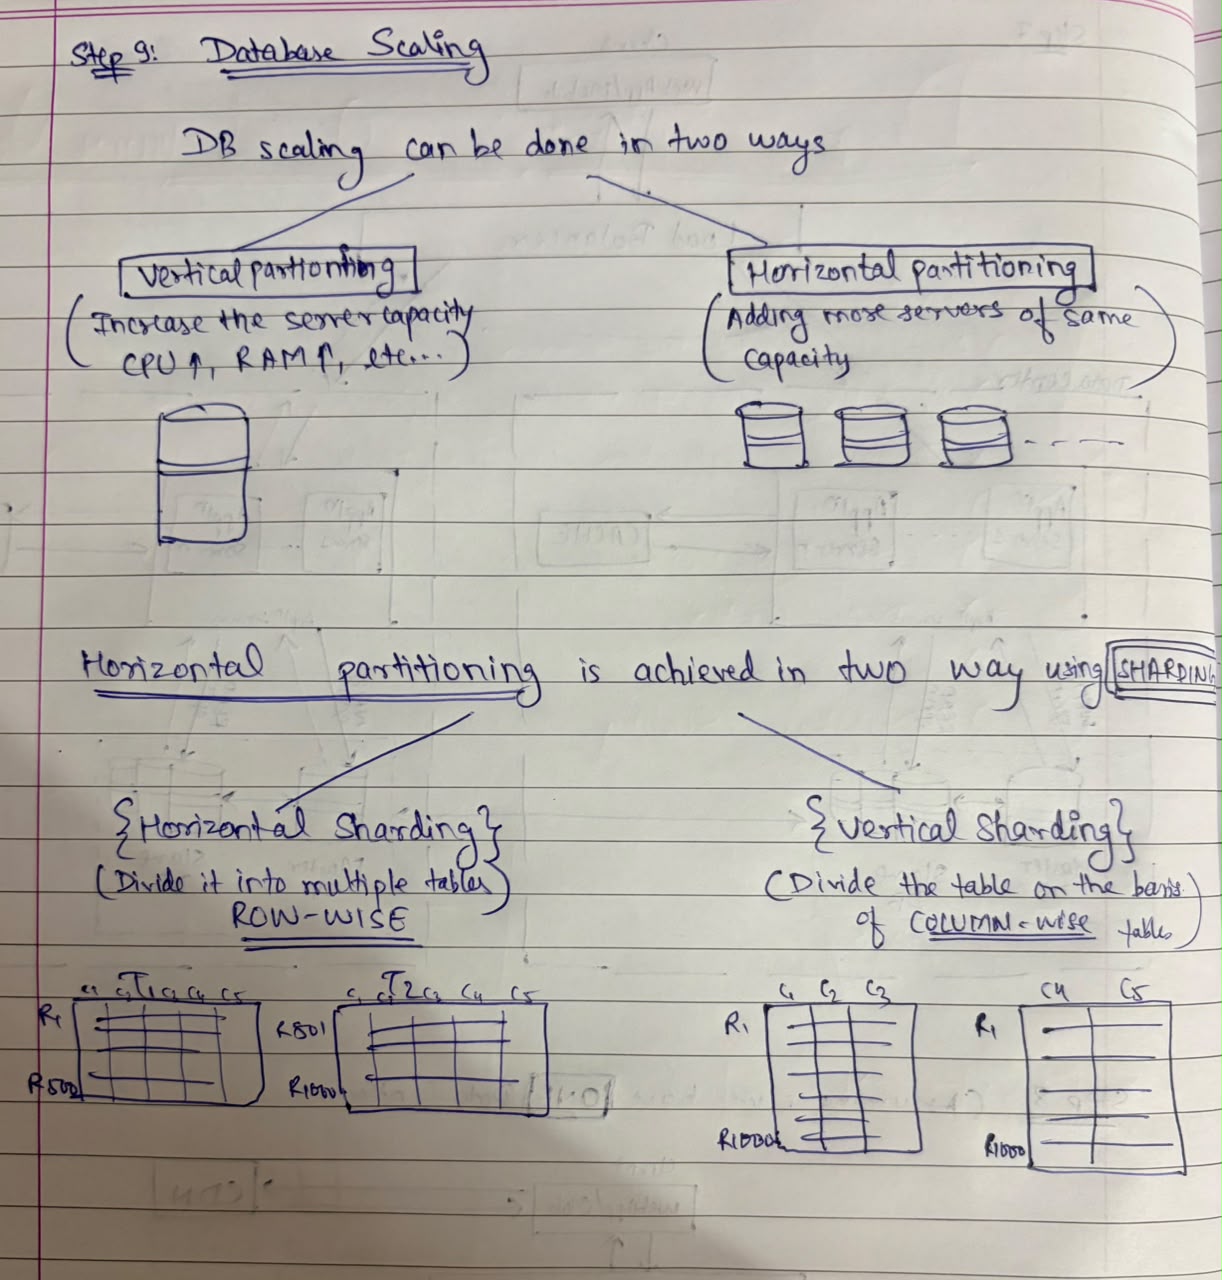 Step 9: Database Scaling
DB scaling can be done in two ways
Vertical partionting
Horizontal partitioning
(Increase the server capacity
CPU↑, RAM↑, etc...)
(Adding more servers of same
capacity)
----
Horizontal partitioning is achieved in two way using SHARDING
{Horizontal Sharding}
{Vertical Sharding}
(Divide it into multiple tables)
ROW-WISE
(Divide the table on the basis
of COLUMN-WISE tables)
T1
C1 C2 C3 C4 C5
R1
R500
T2
C1 C2 C3 C4 C5
R501
R1000
C1 C2 C3
R1
R1000
C4 C5
R1
R1000